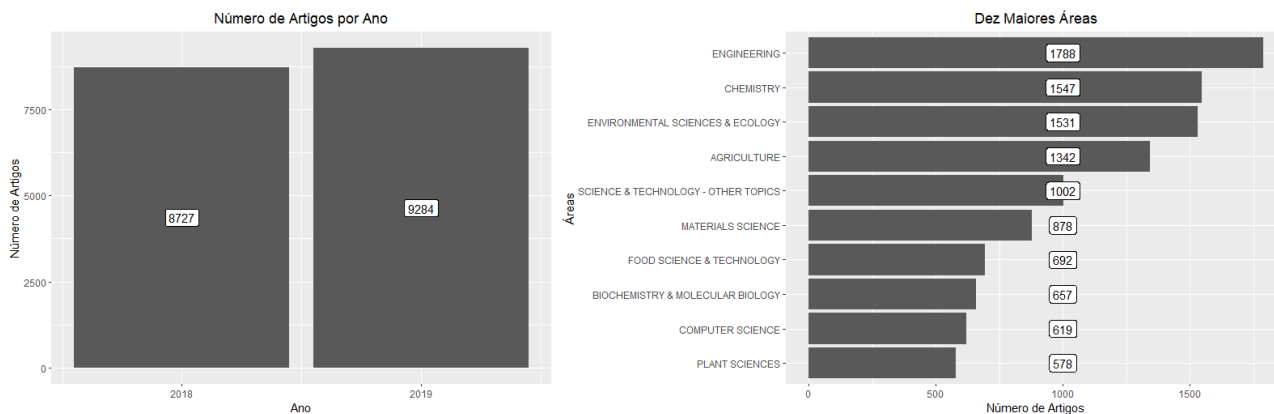 Número de Artigos por Ano
Número de Artigos
7500
5000
2500
0
8727
9284
2018
2019
Ano
Dez Maiores Áreas
Áreas
ENGINEERING
1788
CHEMISTRY
1547
ENVIRONMENTAL SCIENCES & ECOLOGY
1531
AGRICULTURE
1342
SCIENCE & TECHNOLOGY - OTHER TOPICS
1002
MATERIALS SCIENCE
878
FOOD SCIENCE & TECHNOLOGY
692
BIOCHEMISTRY & MOLECULAR BIOLOGY
657
COMPUTER SCIENCE
619
PLANT SCIENCES
578
0
500
1000
1500
Número de Artigos